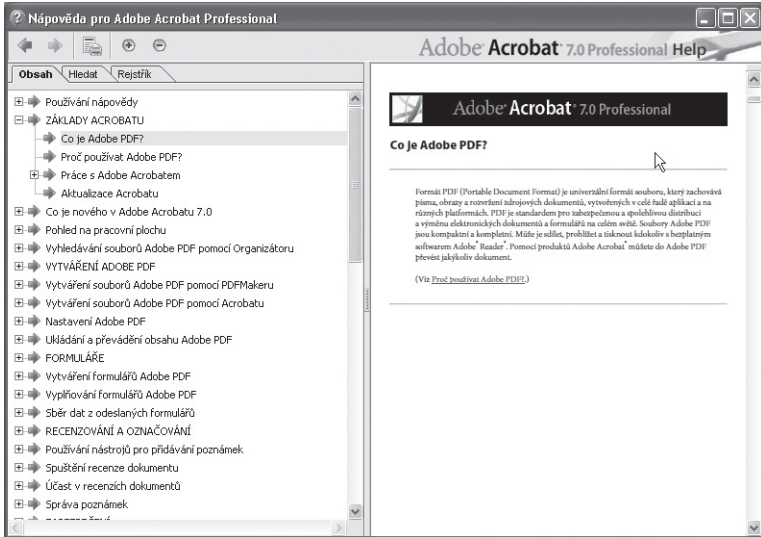 Nápověda pro Adobe Acrobat Professional
Adobe® Acrobat® 7.0 Professional Help
Obsah Hledat Rejstřík
Používání nápovědy
ZÁKLADY ACROBATU
Co je Adobe PDF?
Proč používat Adobe PDF?
Práce s Adobe Acrobatem
Aktualizace Acrobatu
Co je nového v Adobe Acrobatu 7.0
Pohled na pracovní plochu
Vyhledávání souborů Adobe PDF pomocí Organizátoru
VYTVÁŘENÍ ADOBE PDF
Vytváření souborů Adobe PDF pomocí PDFMakeru
Vytváření souborů Adobe PDF pomocí Acrobatu
Nastavení Adobe PDF
Ukládání a převádění obsahu Adobe PDF
FORMULÁŘE
Vytváření formulářů Adobe PDF
Vyplňování formulářů Adobe PDF
Sběr dat z odeslaných formulářů
RECENZOVÁNÍ A OZNAČOVÁNÍ
Používání nástrojů pro přidávání poznámek
Spuštění recenze dokumentu
Účast v recenzích dokumentů
Správa poznámek
Adobe® Acrobat® 7.0 Professional
Co je Adobe PDF?
Formát PDF (Portable Document Format) je univerzální formát souboru, který zachovává
písma, obrazy a rozvržení zdrojových dokumentů, vytvořených v celé řadě aplikací a na
různých platformách. PDF je standardem pro zabezpečenou a spolehlivou distribuci
a výměnu elektronických dokumentů a formulářů na celém světě. Soubory Adobe PDF
jsou kompaktní a kompletní. Může je sdílet, prohlížet a tisknout kdokoliv s bezplatným
softwarem Adobe® Reader®. Pomocí produktů Adobe Acrobat® můžete do Adobe PDF
převést jakýkoliv dokument.
(Viz Proč používat Adobe PDF?.)